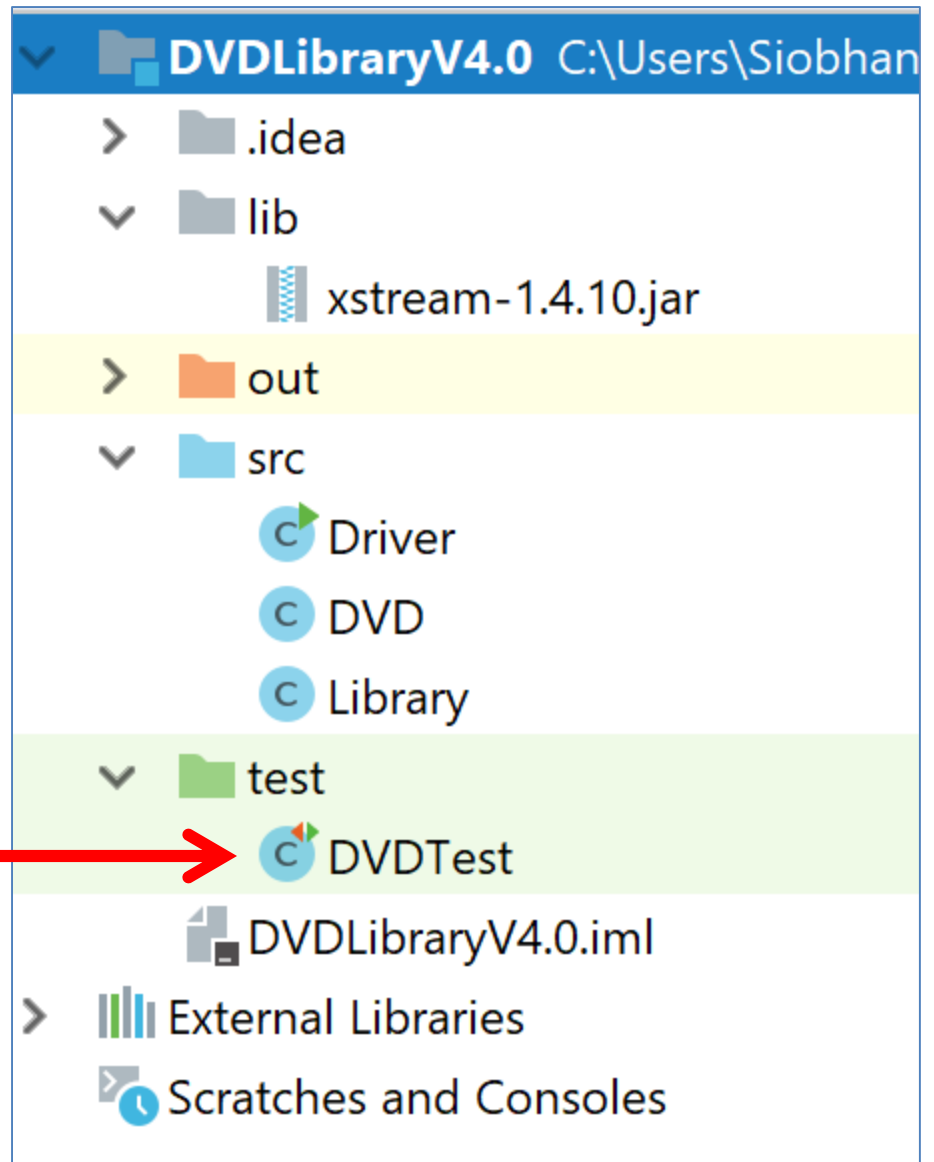 DVDLibraryV4.0 C:\Users\Siobhan
.idea
lib
xstream-1.4.10.jar
out
src
C Driver
C DVD
C Library
test
C DVDTest
DVDLibraryV4.0.iml
External Libraries
Scratches and Consoles